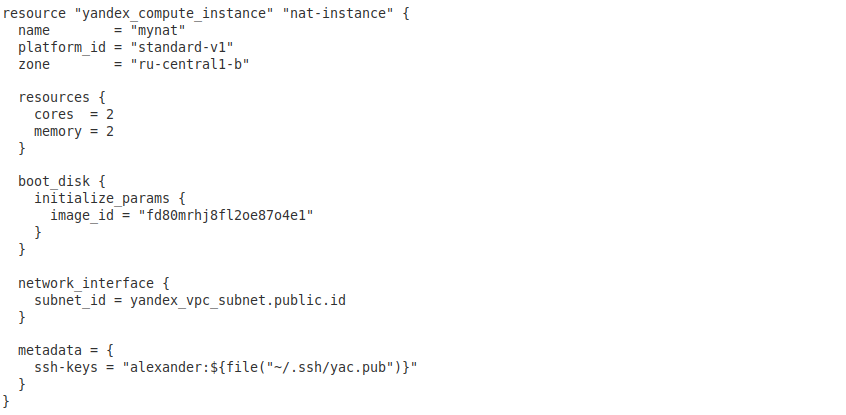 resource "yandex_compute_instance" "nat-instance" {
  name        = "mynat"
  platform_id = "standard-v1"
  zone        = "ru-central1-b"

  resources {
    cores  = 2
    memory = 2
  }

  boot_disk {
    initialize_params {
      image_id = "fd80mrhj8fl2oe87o4e1"
    }
  }

  network_interface {
    subnet_id = yandex_vpc_subnet.public.id
  }

  metadata = {
    ssh-keys = "alexander:${file("~/.ssh/yac.pub")}"
  }
}